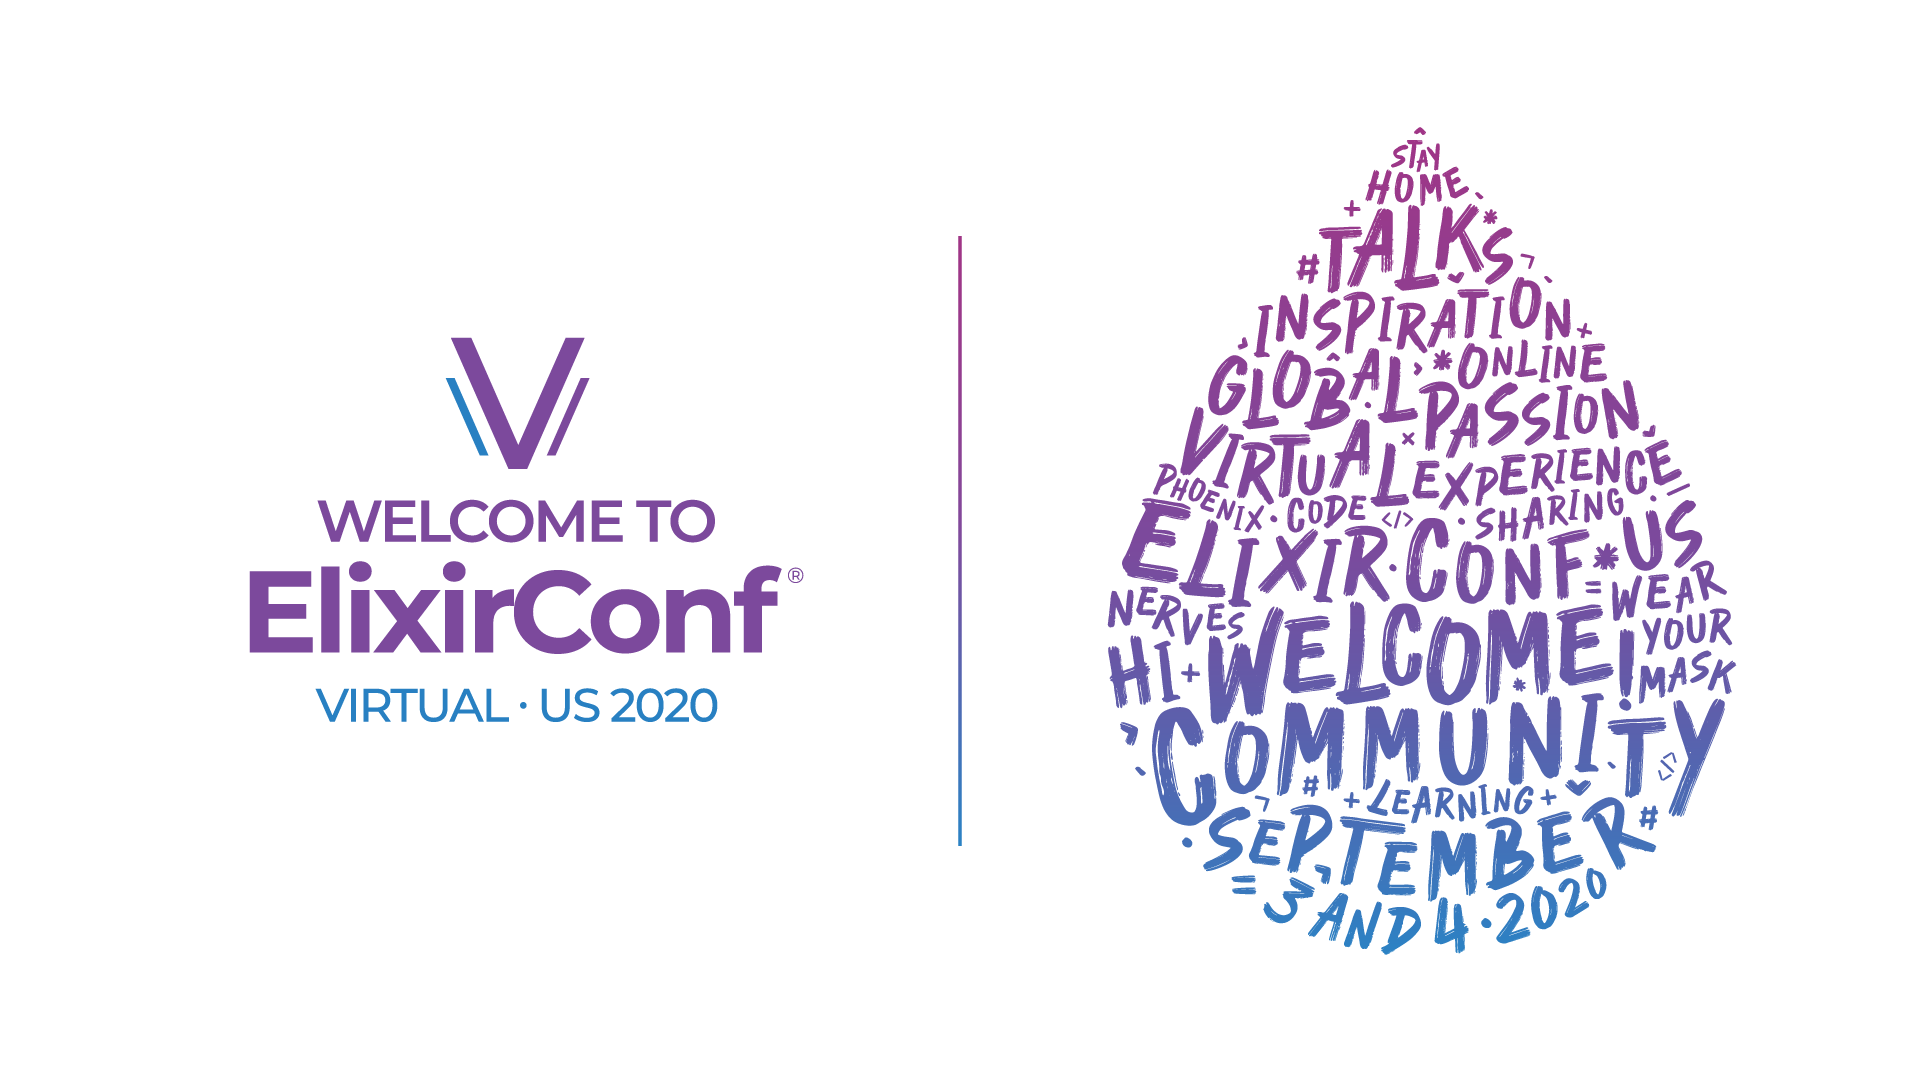 V
WELCOME TO
ElixirConf®
VIRTUAL · US 2020
STAY
HOME
+ TALKS *
#
INSPIRATION +
GLOBAL * ONLINE
PASSION
VIRTUAL × EXPERIENCE
PHOENIX · CODE </> · SHARING
ELIXIR · CONF * US
NERVES
= WEAR
YOUR
MASK
HI + WELCOME!
COMMUNITY </>
# + LEARNING +
· SEPTEMBER #
= 3 AND 4 · 2020